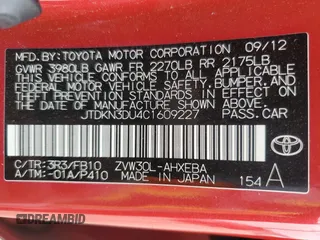 MFD.BY:TOYOTA MOTOR CORPORATION 09/12
GVWR 3980LB GAWR FR 2270LB RR 2175LB
THIS VEHICLE CONFORMS TO ALL APPLICABLE
FEDERAL MOTOR VEHICLE SAFETY, BUMPER, AND
THEFT PREVENTION STANDARDS IN EFFECT ON
THE DATE OF MANUFACTURE SHOWN ABOVE.
JTDKN3DU4C1609227 PASS.CAR
C/TR:3R3/FB10 ZVW30L-AHXEBA
A/TM:-01A/P410 MADE IN JAPAN
TOYOTA
154 A
DREAMBID